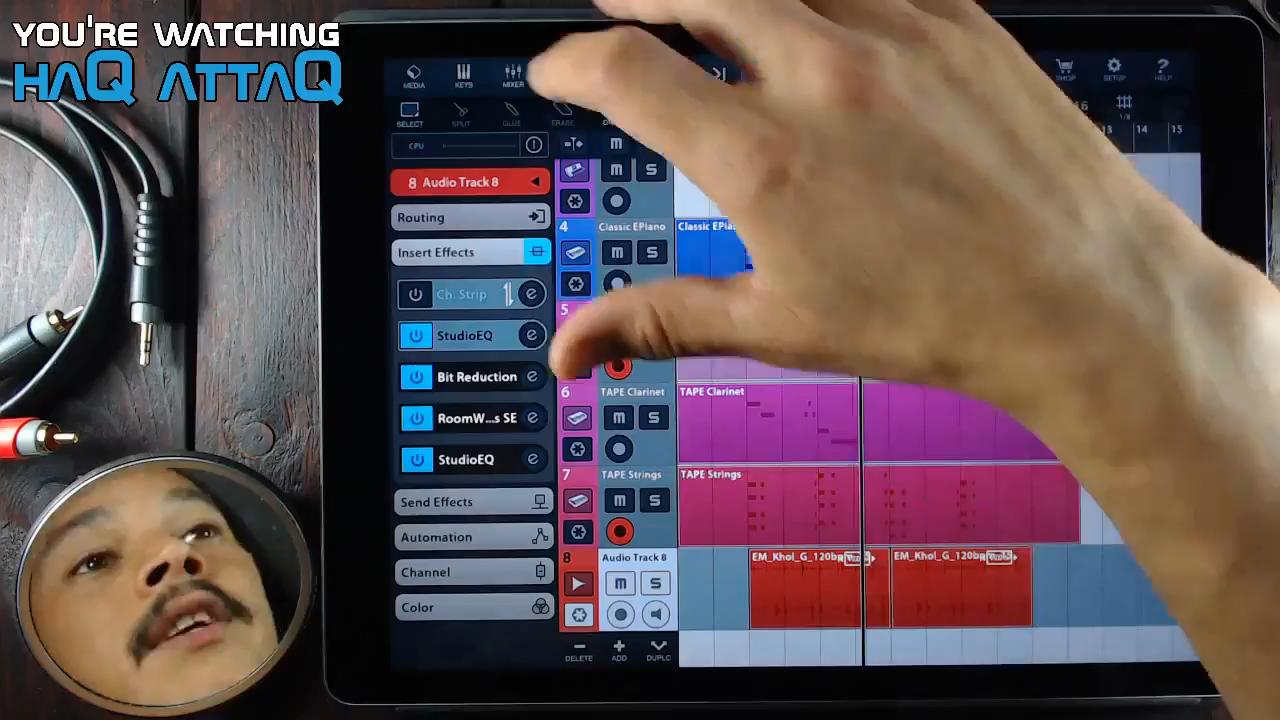 YOU'RE WATCHING
HAQ ATTAQ
MEDIA
KEYS
MIXER
SHOP
SETUP
HELP
SELECT
SPLIT
GLUE
ERASE
1/8
13
14
15
CPU
M
8 Audio Track 8
Routing
Insert Effects
Ch. Strip
StudioEQ
Bit Reduction
RoomW...s SE
StudioEQ
Send Effects
Automation
Channel
Color
M S
4
Classic EPiano
M S
5
6
TAPE Clarinet
M S
7
TAPE Strings
M S
8
Audio Track 8
M S
DELETE
ADD
DUPLC
TAPE Clarinet
TAPE Strings
EM_Khol_G_120bp
EM_Khol_G_120bp